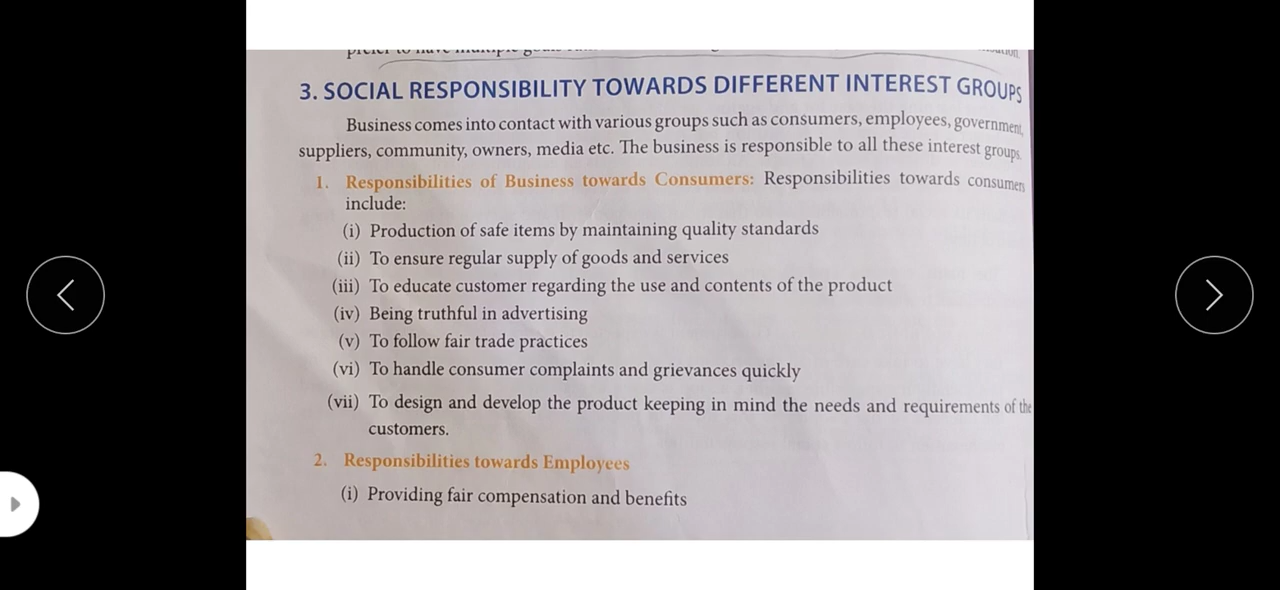 3. SOCIAL RESPONSIBILITY TOWARDS DIFFERENT INTEREST GROUPS
Business comes into contact with various groups such as consumers, employees, government,
suppliers, community, owners, media etc. The business is responsible to all these interest groups.
1. Responsibilities of Business towards Consumers: Responsibilities towards consumers
include:
(i) Production of safe items by maintaining quality standards
(ii) To ensure regular supply of goods and services
(iii) To educate customer regarding the use and contents of the product
(iv) Being truthful in advertising
(v) To follow fair trade practices
(vi) To handle consumer complaints and grievances quickly
(vii) To design and develop the product keeping in mind the needs and requirements of the
customers.
2. Responsibilities towards Employees
(i) Providing fair compensation and benefits